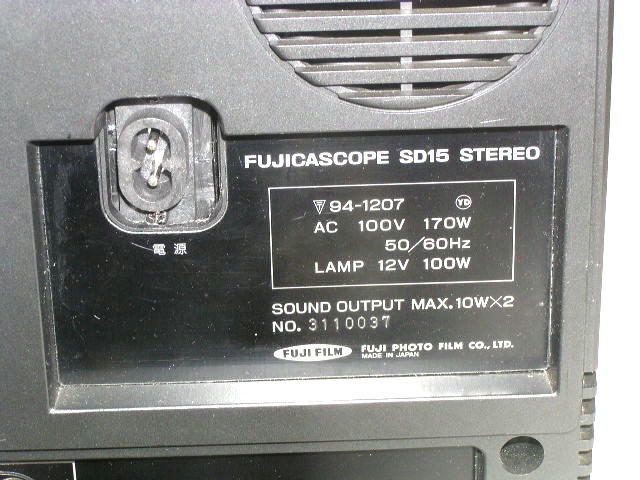 FUJICASCOPE SD15 STEREO
▽94-1207 YD
AC 100V 170W
50/60Hz
LAMP 12V 100W
電源
SOUND OUTPUT MAX.10W×2
NO. 3110037
FUJI FILM FUJI PHOTO FILM CO., LTD.
MADE IN JAPAN